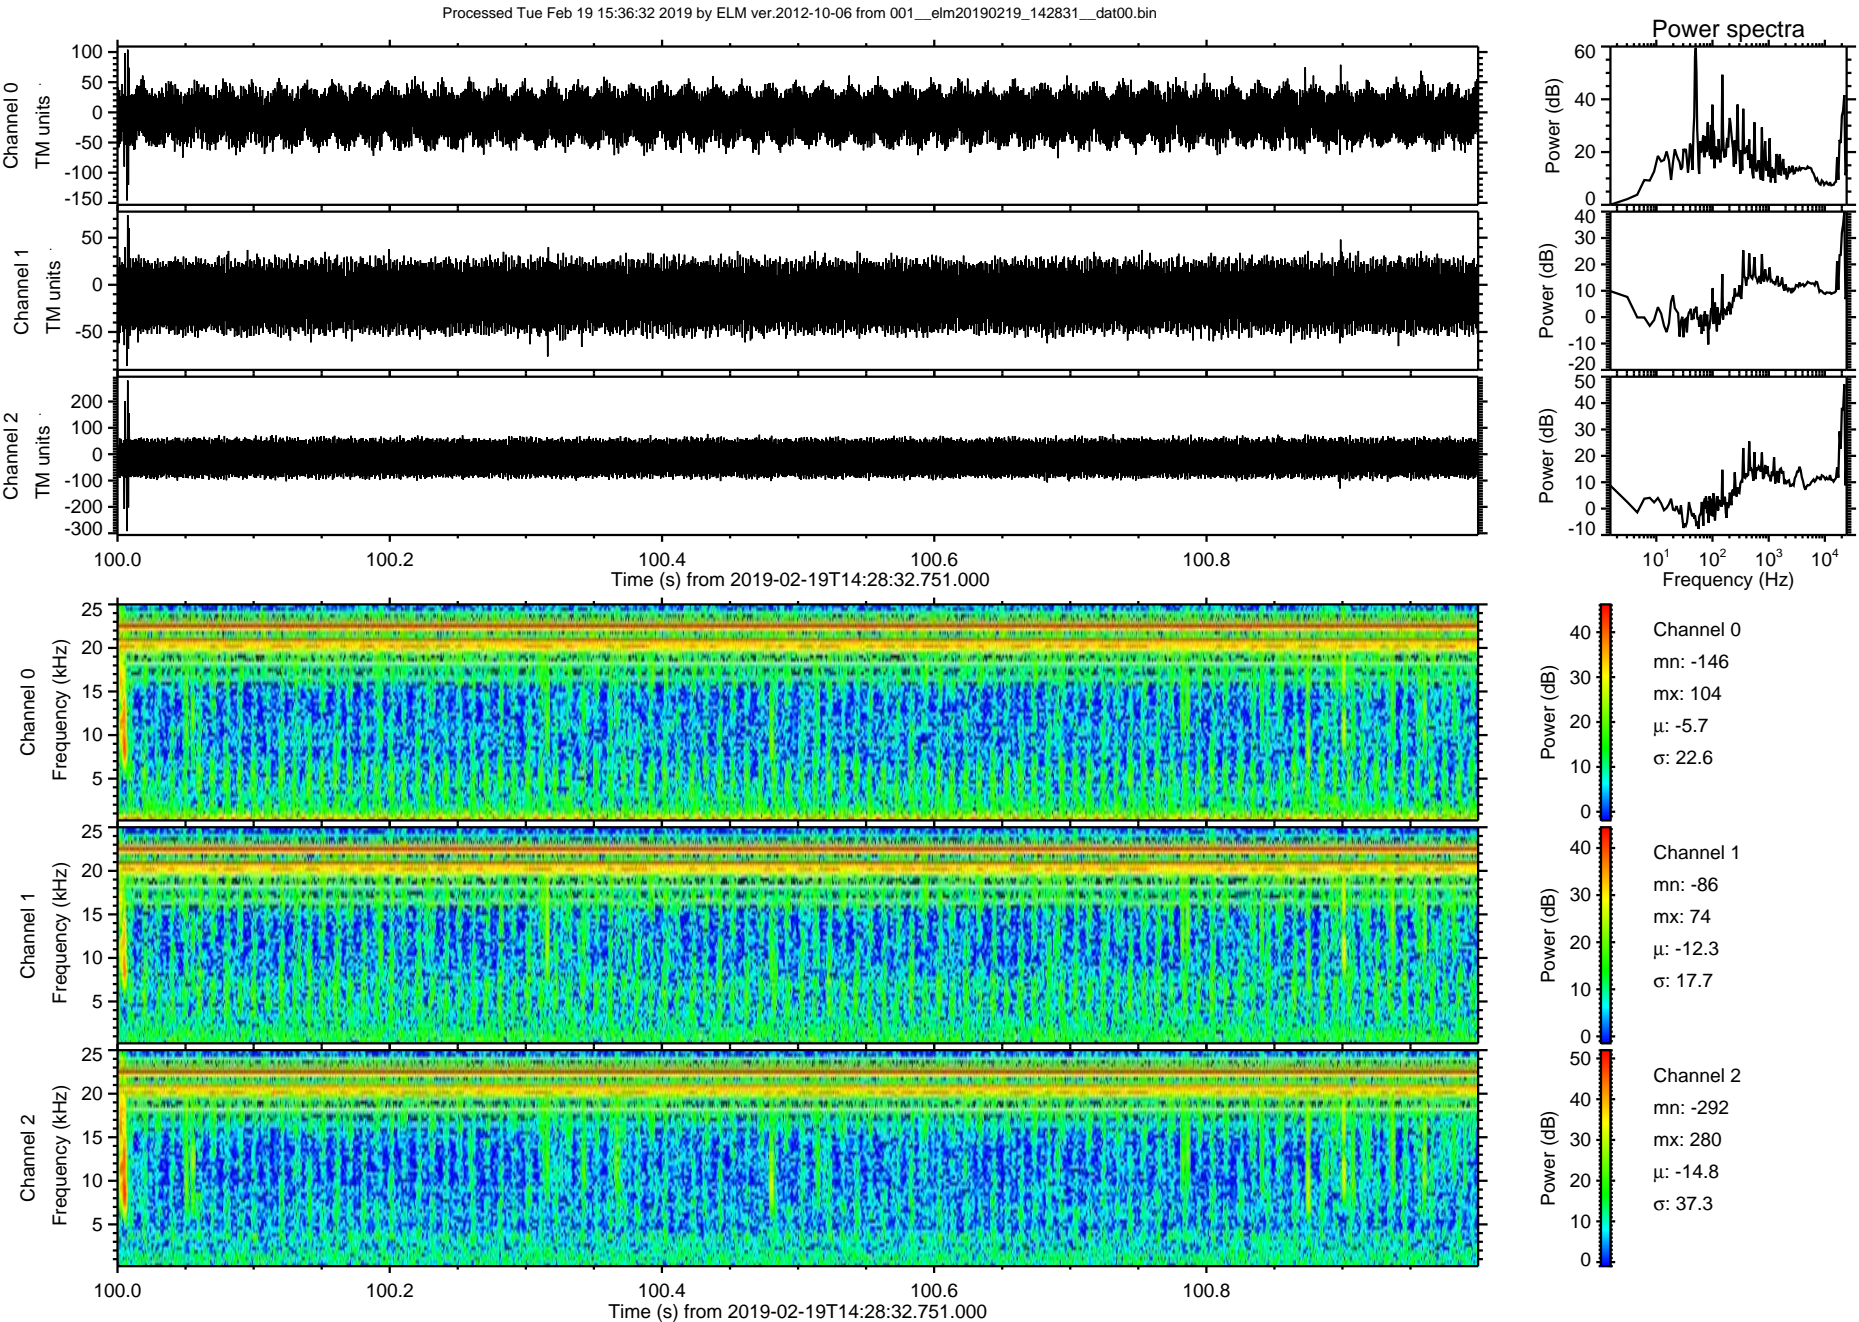 Processed Tue Feb 19 15:36:32 2019 by ELM ver.2012-10-06 from 001__elm20190219_142831__dat00.bin
Power spectra
Channel 0
TM units
100
50
0
-50
-100
-150
Power (dB)
60
40
20
0
Channel 1
TM units
50
0
-50
Power (dB)
40
30
20
10
0
-10
-20
Channel 2
TM units
200
100
0
-100
-200
-300
Power (dB)
50
40
30
20
10
0
-10
100.0 100.2 100.4 100.6 100.8
Time (s) from 2019-02-19T14:28:32.751.000
10^1 10^2 10^3 10^4
Frequency (Hz)
Channel 0
Frequency (kHz)
25
20
15
10
5
Power (dB)
40
30
20
10
0
Channel 0
mn: -146
mx: 104
μ: -5.7
σ: 22.6
Channel 1
Frequency (kHz)
25
20
15
10
5
Power (dB)
40
30
20
10
0
Channel 1
mn: -86
mx: 74
μ: -12.3
σ: 17.7
Channel 2
Frequency (kHz)
25
20
15
10
5
Power (dB)
50
40
30
20
10
0
Channel 2
mn: -292
mx: 280
μ: -14.8
σ: 37.3
100.0 100.2 100.4 100.6 100.8
Time (s) from 2019-02-19T14:28:32.751.000